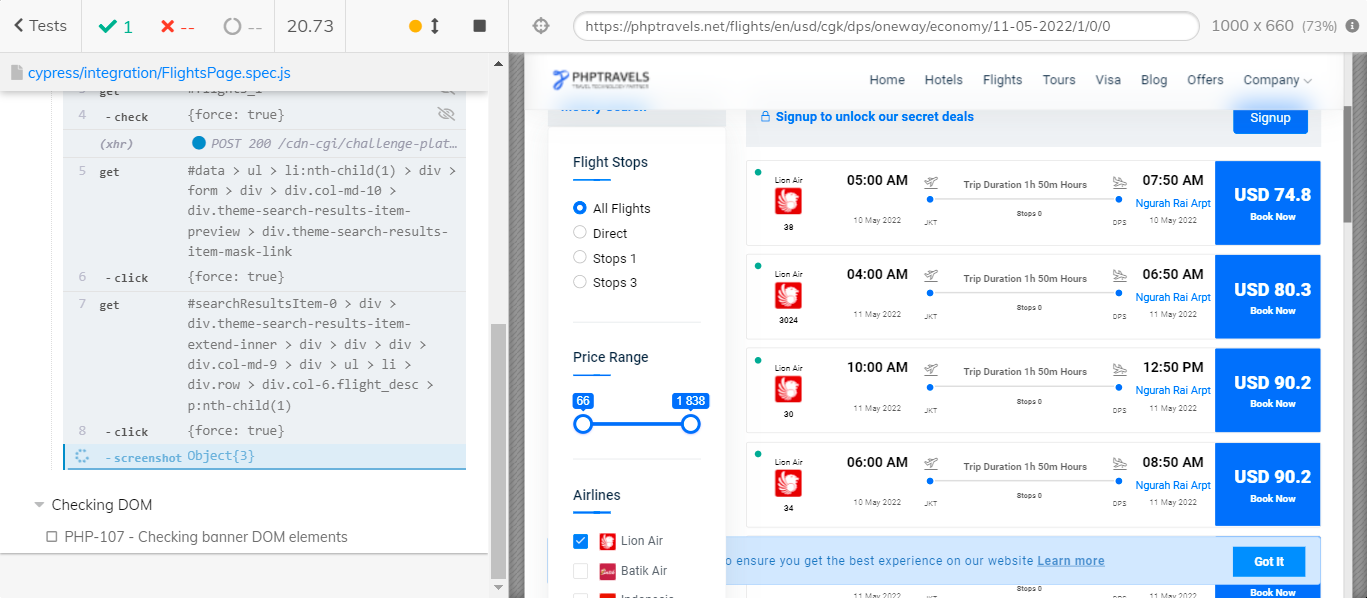 Tests
1
--
--
20.73
https://phptravels.net/flights/en/usd/cgk/dps/oneway/economy/11-05-2022/1/0/0
1000 x 660 (73%)
cypress/integration/FlightsPage.spec.js
get
4 - check {force: true}
(xhr) POST 200 /cdn-cgi/challenge-plat…
5 get #data > ul > li:nth-child(1) > div >
form > div > div.col-md-10 >
div.theme-search-results-item-
preview > div.theme-search-results-
item-mask-link
6 - click {force: true}
7 get #searchResultsItem-0 > div >
div.theme-search-results-item-
extend-inner > div > div > div >
div.col-md-9 > div > ul > li >
div.row > div.col-6.flight_desc >
p:nth-child(1)
8 - click {force: true}
- screenshot Object{3}
Checking DOM
PHP-107 - Checking banner DOM elements
PHPTRAVELS
TRAVEL TECHNOLOGY PARTNER
Home Hotels Flights Tours Visa Blog Offers Company
Signup to unlock our secret deals
Signup
Flight Stops
All Flights
Direct
Stops 1
Stops 3
Price Range
66 1 838
Airlines
Lion Air
Batik Air
Lion Air
38
05:00 AM
10 May 2022
JKT
Trip Duration 1h 50m Hours
Stops 0
DPS
07:50 AM
Ngurah Rai Arpt
10 May 2022
USD 74.8
Book Now
Lion Air
3024
04:00 AM
11 May 2022
JKT
Trip Duration 1h 50m Hours
Stops 0
DPS
06:50 AM
Ngurah Rai Arpt
11 May 2022
USD 80.3
Book Now
Lion Air
30
10:00 AM
11 May 2022
JKT
Trip Duration 1h 50m Hours
Stops 0
DPS
12:50 PM
Ngurah Rai Arpt
11 May 2022
USD 90.2
Book Now
Lion Air
34
06:00 AM
10 May 2022
JKT
Trip Duration 1h 50m Hours
Stops 0
DPS
08:50 AM
Ngurah Rai Arpt
11 May 2022
USD 90.2
Book Now
to ensure you get the best experience on our website Learn more
Got It
11 May 2022
JKT
Stops 0
DPS
11 May 2022
Book Now